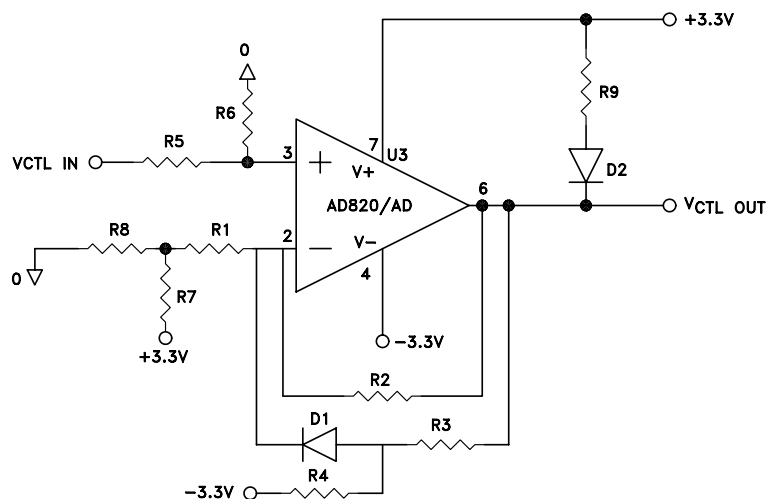 +3.3V
0
R9
R6
7
U3
R5
3
+
V+
D2
VCTL IN
6
AD820/AD
VCTL OUT
R8
R1
2
V-
4
0
R7
-3.3V
+3.3V
R2
D1
R3
R4
-3.3V